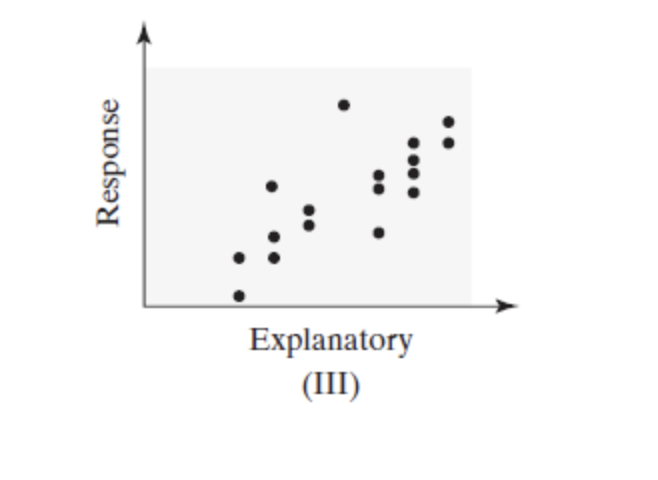 Response
Explanatory
(III)